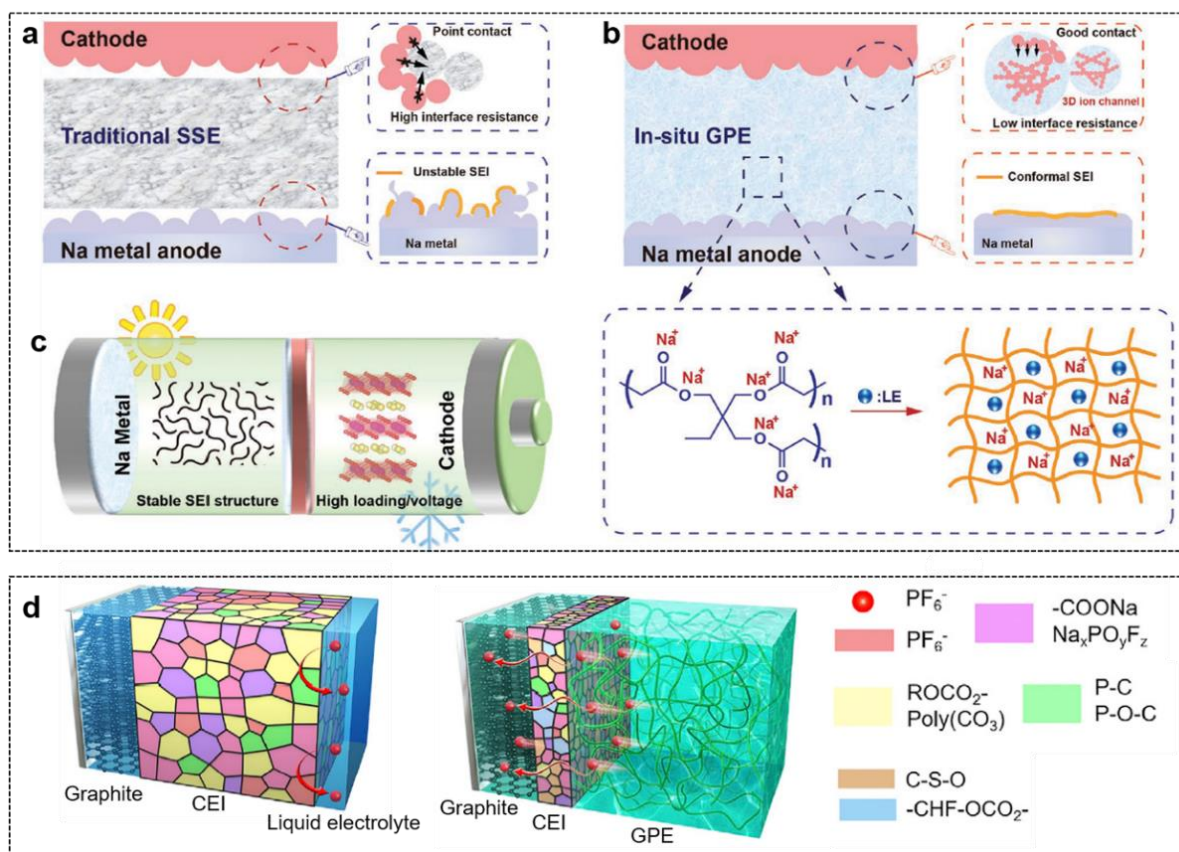 a
Cathode
Point contact
High interface resistance
Traditional SSE
Unstable SEI
Na metal
Na metal anode
b
Cathode
Good contact
3D ion channel
Low interface resistance
In-situ GPE
Conformal SEI
Na metal
Na metal anode
c
Na Metal
Stable SEI structure
High loading/voltage
Cathode
Na⁺
Na⁺
O
O
O
Na⁺
Na⁺
O
O
n
Na⁺
O
O
n
Na⁺
:LE
Na⁺
Na⁺
Na⁺
Na⁺
Na⁺
Na⁺
Na⁺
Na⁺
d
Graphite
CEI
Liquid electrolyte
Graphite
CEI
GPE
PF₆⁻
PF₆⁻
-COONa
NaₓPOᵧF_z
ROCO₂-
Poly(CO₃)
P-C
P-O-C
C-S-O
-CHF-OCO₂-